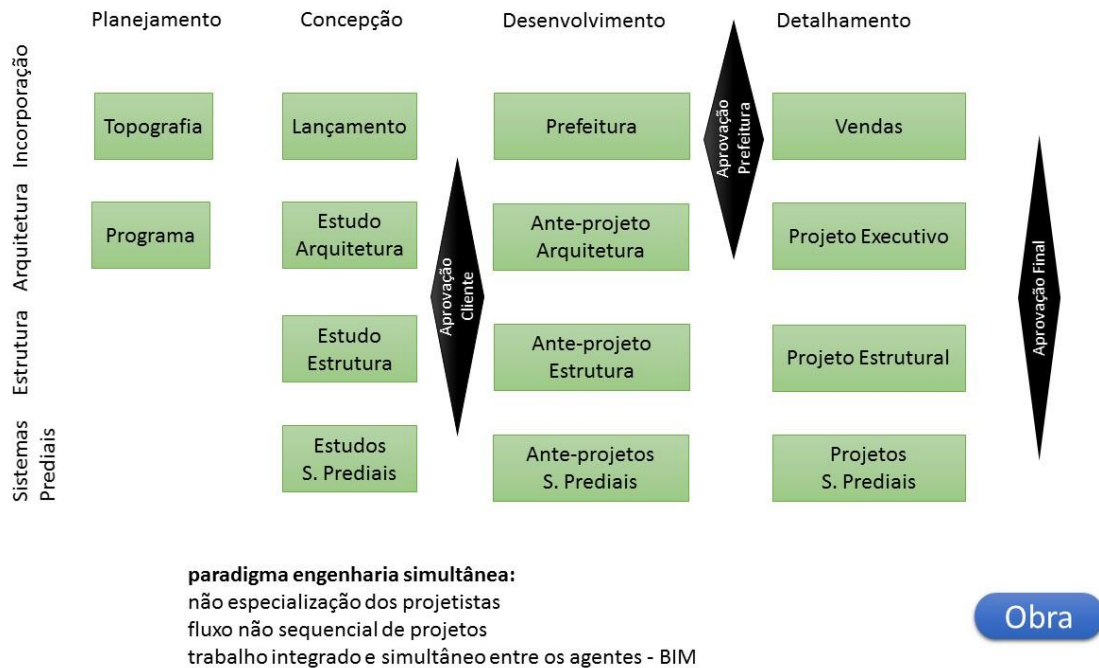 Planejamento
Concepção
Desenvolvimento
Detalhamento
Incorporação
Topografia
Lançamento
Prefeitura
Aprovação
Prefeitura
Vendas
Arquitetura
Programa
Estudo
Arquitetura
Aprovação
Cliente
Ante-projeto
Arquitetura
Projeto Executivo
Aprovação Final
Estrutura
Estudo
Estrutura
Ante-projeto
Estrutura
Projeto Estrutural
Sistemas
Prediais
Estudos
S. Prediais
Ante-projetos
S. Prediais
Projetos
S. Prediais
paradigma engenharia simultânea:
não especialização dos projetistas
fluxo não sequencial de projetos
trabalho integrado e simultâneo entre os agentes - BIM
Obra